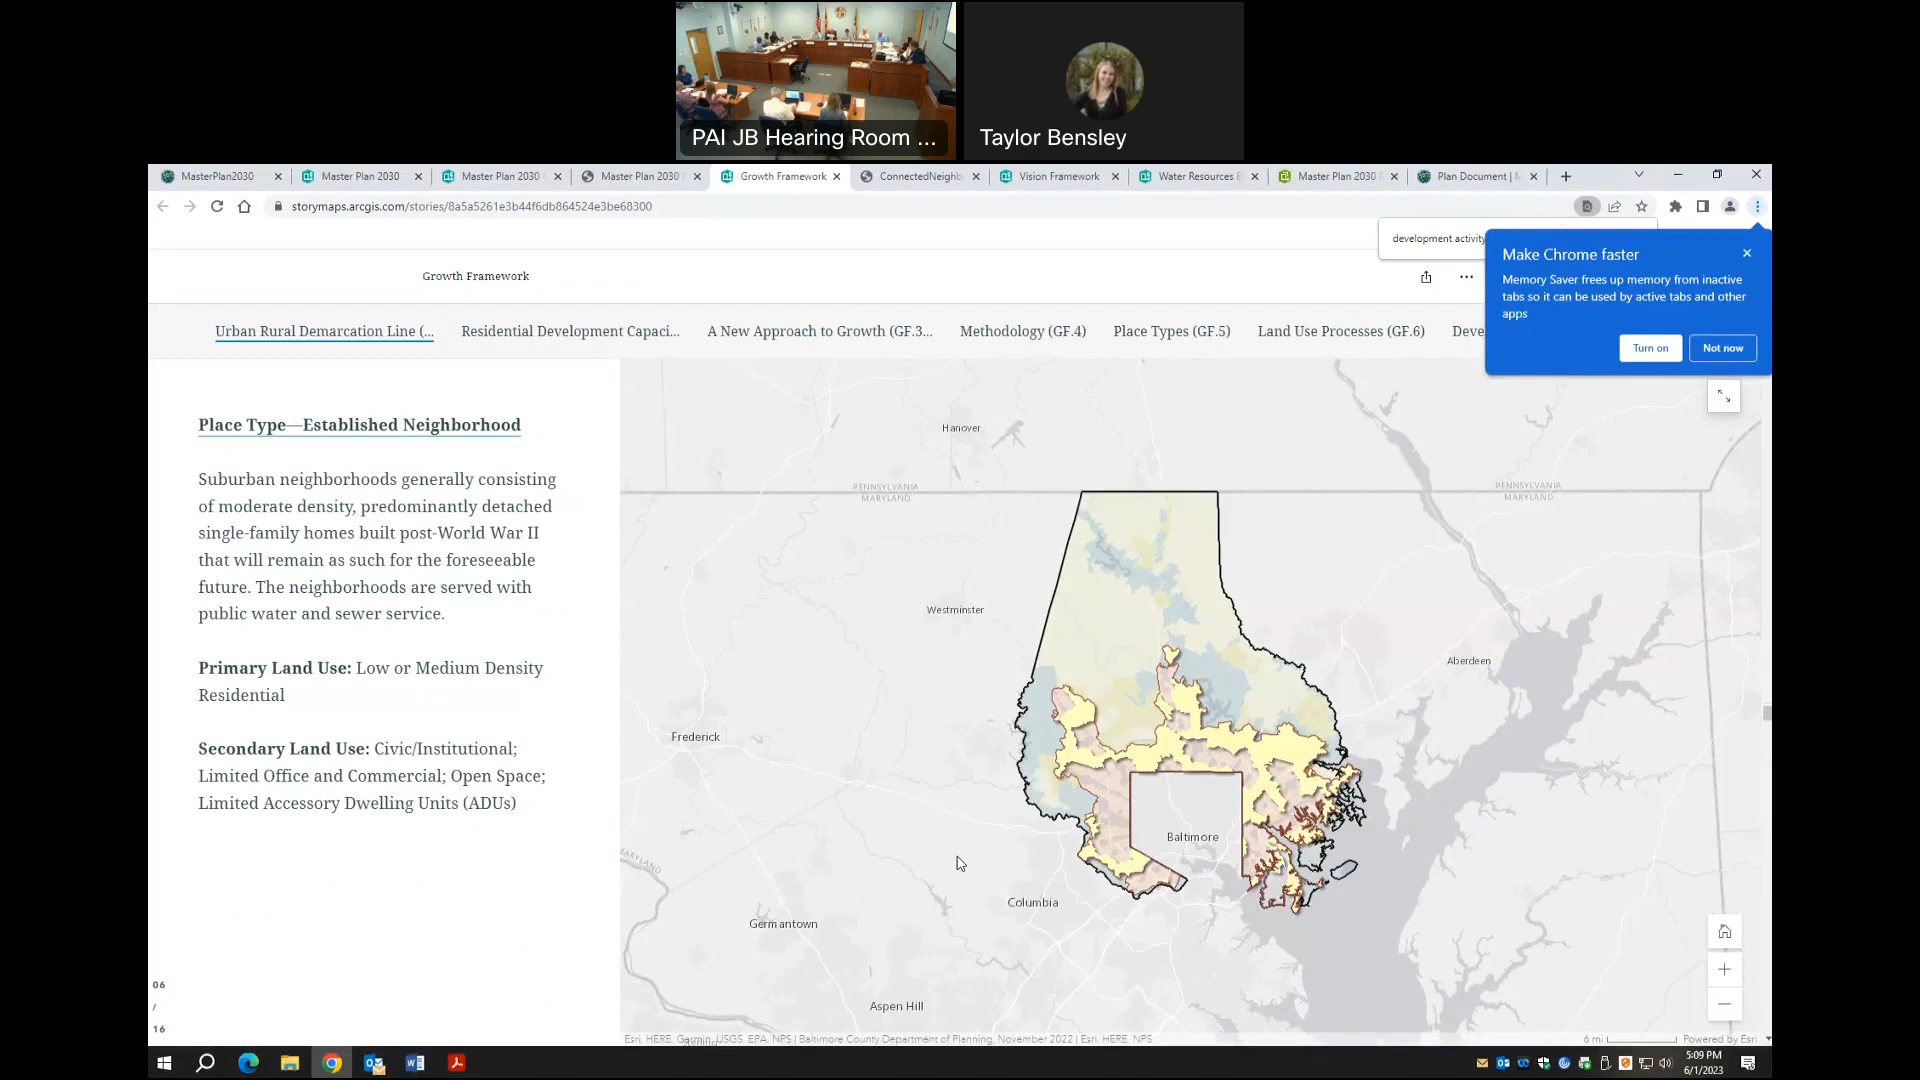 PAI JB Hearing Room ...
Taylor Bensley
MasterPlan2030
Master Plan 2030
Master Plan 2030
Master Plan 2030
Growth Framework
ConnectedNeighb
Vision Framework
Water Resources E
Master Plan 2030
Plan Document |
storymaps.arcgis.com/stories/8a5a5261e3b44f6db864524e3be68300
development activity
Make Chrome faster
Memory Saver frees up memory from inactive
tabs so it can be used by active tabs and other
apps
Turn on
Not now
Growth Framework
Urban Rural Demarcation Line (...
Residential Development Capaci...
A New Approach to Growth (GF.3...
Methodology (GF.4)
Place Types (GF.5)
Land Use Processes (GF.6)
Deve
Place Type—Established Neighborhood
Suburban neighborhoods generally consisting
of moderate density, predominantly detached
single-family homes built post-World War II
that will remain as such for the foreseeable
future. The neighborhoods are served with
public water and sewer service.
Primary Land Use: Low or Medium Density
Residential
Secondary Land Use: Civic/Institutional;
Limited Office and Commercial; Open Space;
Limited Accessory Dwelling Units (ADUs)
06
/
16
Hanover
PENNSYLVANIA
MARYLAND
PENNSYLVANIA
MARYLAND
Westminster
Aberdeen
Frederick
Baltimore
MARYLAND
Columbia
Germantown
Aspen Hill
Esri, HERE, Garmin, USGS, EPA, NPS | Baltimore County Department of Planning, November 2022 | Esri, HERE, NPS
6 mi
Powered by Esri
5:09 PM
6/1/2023